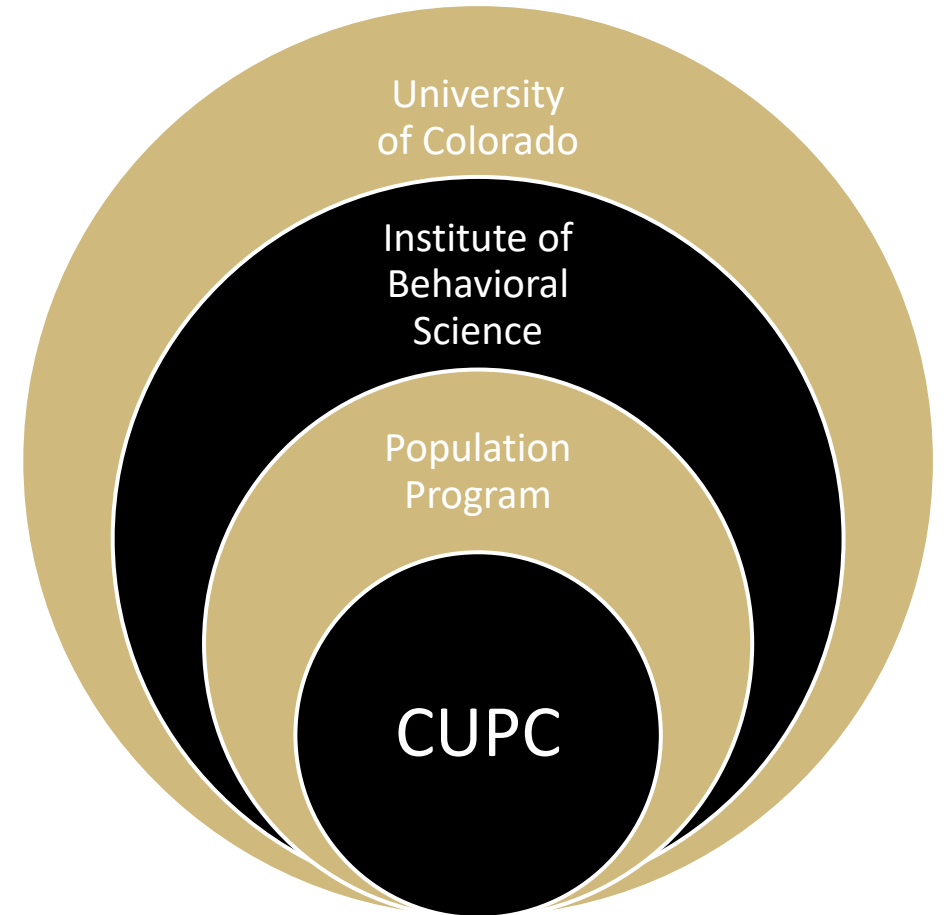 University
of Colorado
Institute of
Behavioral
Science
Population
Program
CUPC